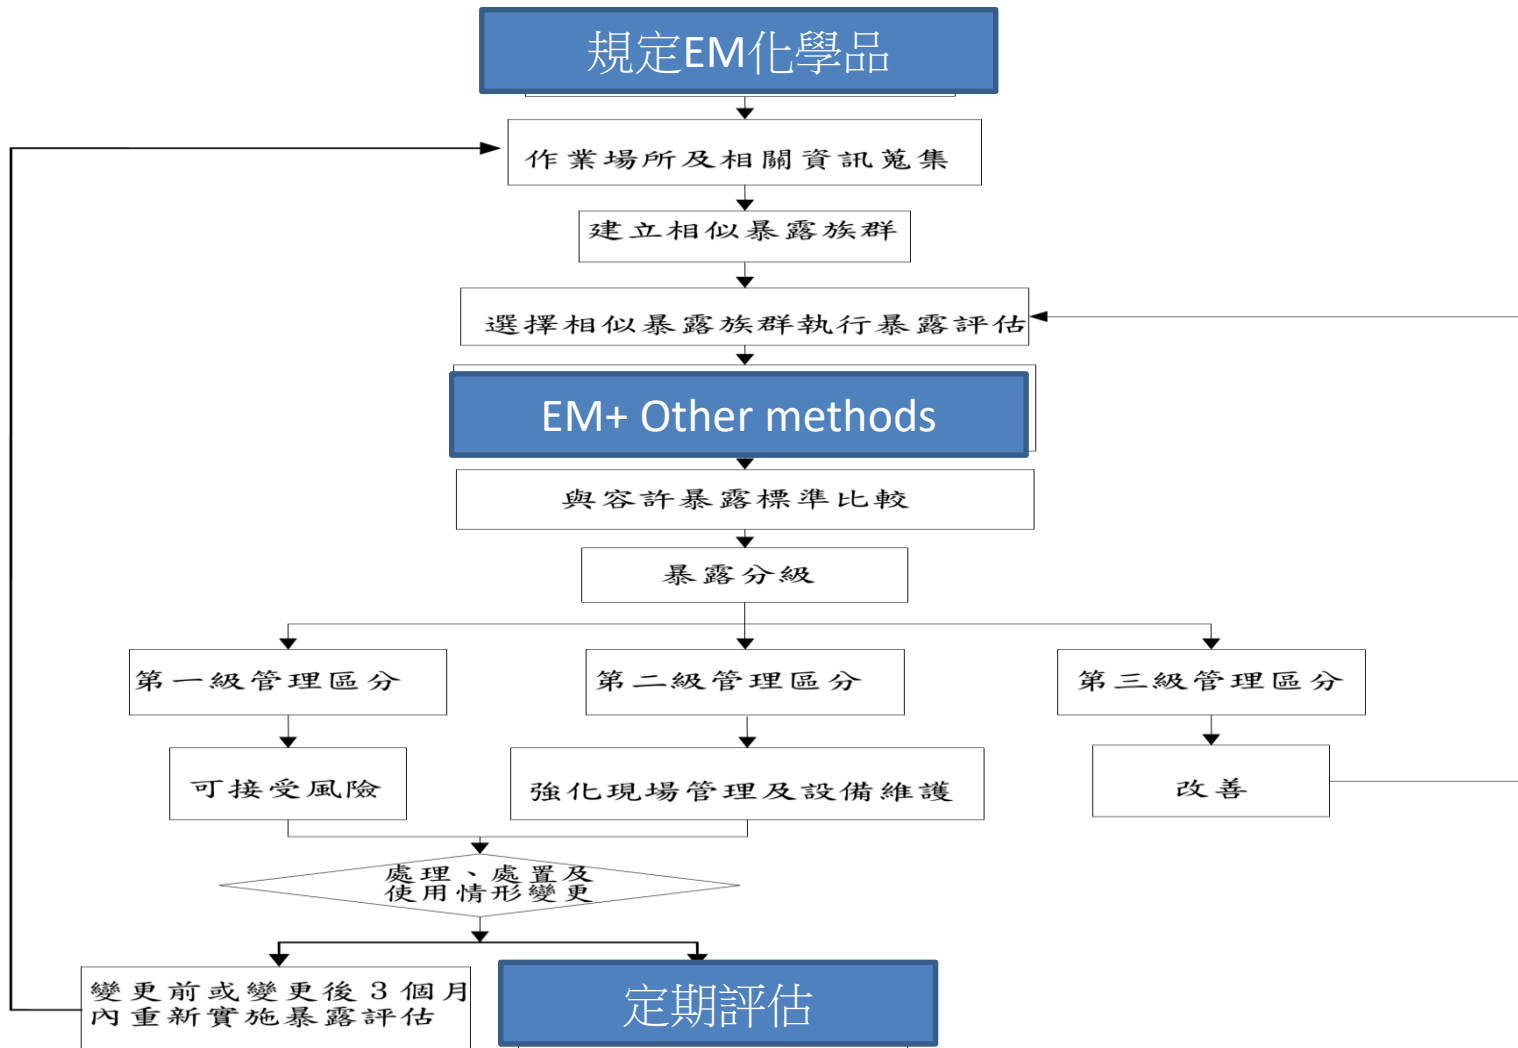 規定EM化學品
作業場所及相關資訊蒐集
建立相似暴露族群
選擇相似暴露族群執行暴露評估
EM+ Other methods
與容許暴露標準比較
暴露分級
第一級管理區分
第二級管理區分
第三級管理區分
可接受風險
強化現場管理及設備維護
改善
處理、處置及
使用情形變更
變更前或變更後3個月
內重新實施暴露評估
定期評估